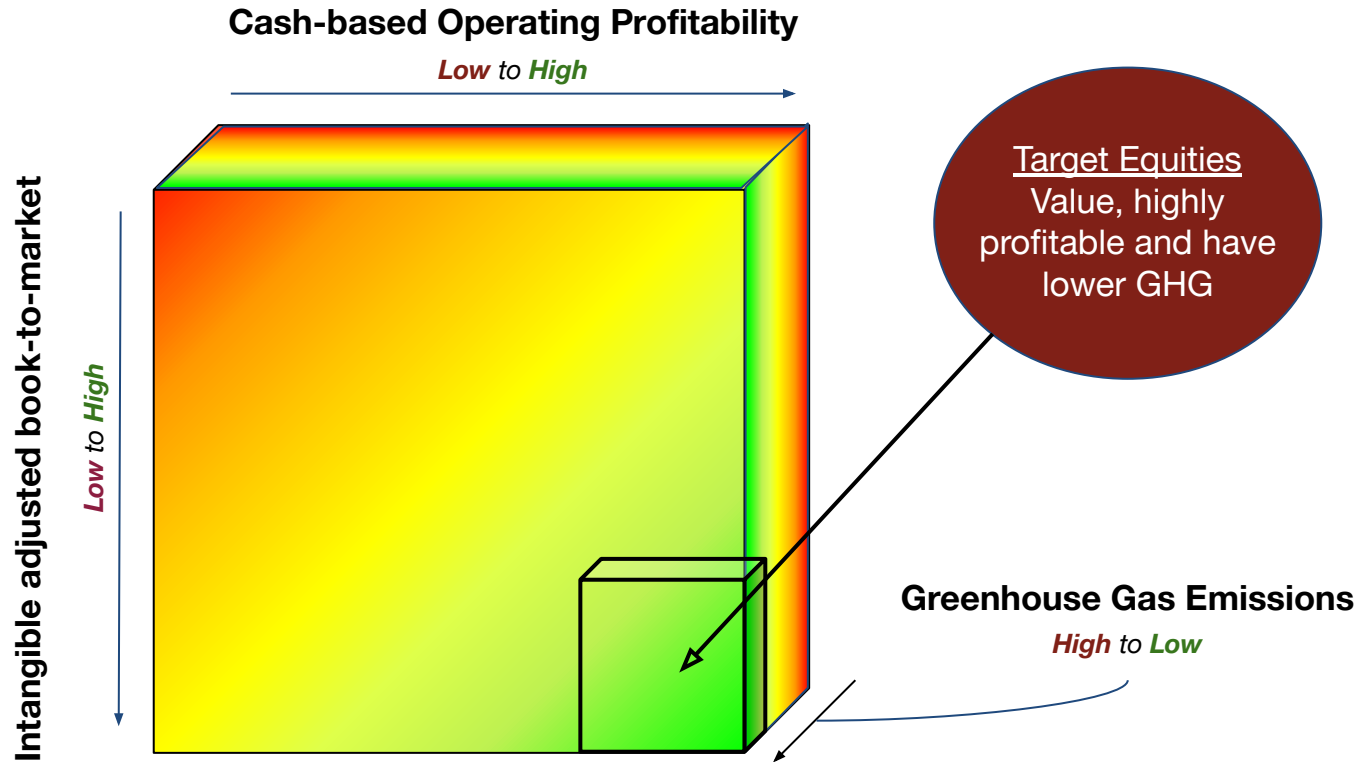 Cash-based Operating Profitability
Low to High
Intangible adjusted book-to-market
Low to High
Target Equities
Value, highly
profitable and have
lower GHG
Greenhouse Gas Emissions
High to Low